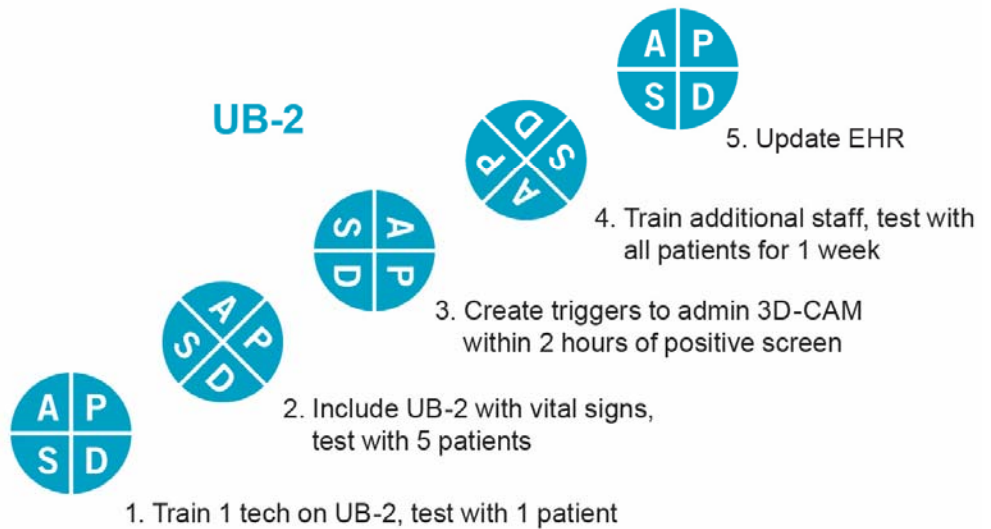 A P
S D
UB-2
5. Update EHR
A P
S D
4. Train additional staff, test with
all patients for 1 week
A P
S D
3. Create triggers to admin 3D-CAM
within 2 hours of positive screen
A P
S D
2. Include UB-2 with vital signs,
test with 5 patients
A P
S D
1. Train 1 tech on UB-2, test with 1 patient